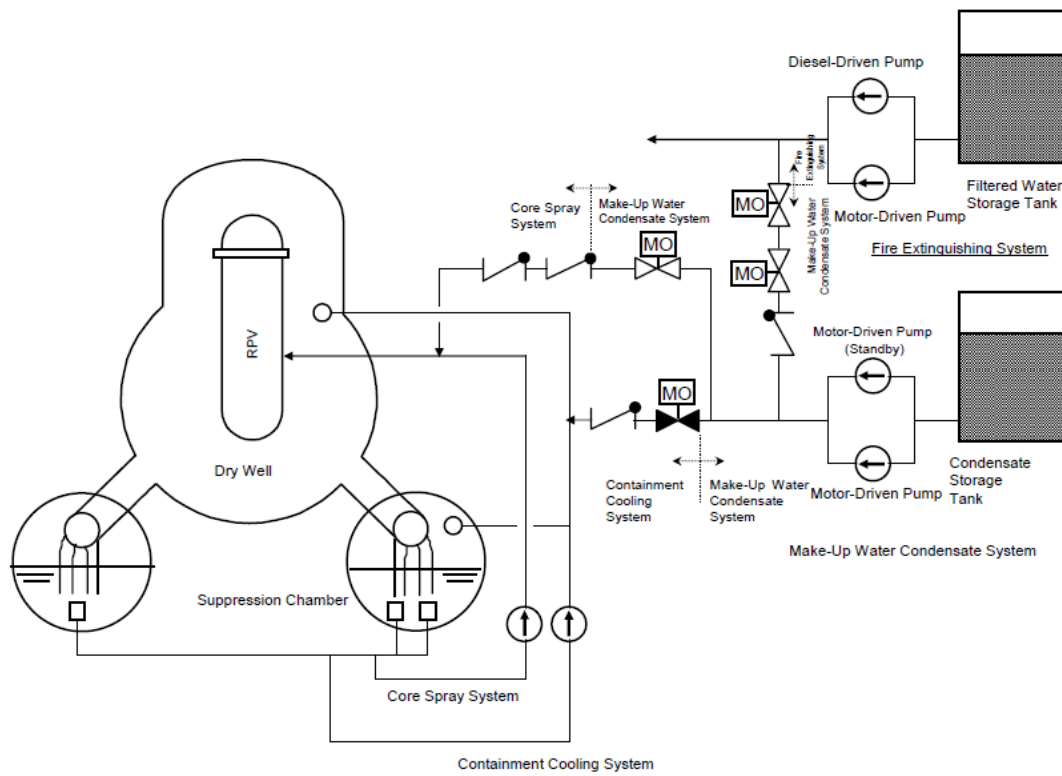 Diesel-Driven Pump
Fire
Extinguishing
System
MO
Motor-Driven Pump
Filtered Water
Storage Tank
Fire Extinguishing System
Core Spray
System
Make-Up Water
Condensate System
MO
Make-Up Water
Condensate System
MO
RPV
Motor-Driven Pump
(Standby)
MO
Dry Well
Containment
Cooling
System
Make-Up Water
Condensate
System
Motor-Driven Pump
Condensate
Storage
Tank
Make-Up Water Condensate System
Suppression Chamber
Core Spray System
Containment Cooling System